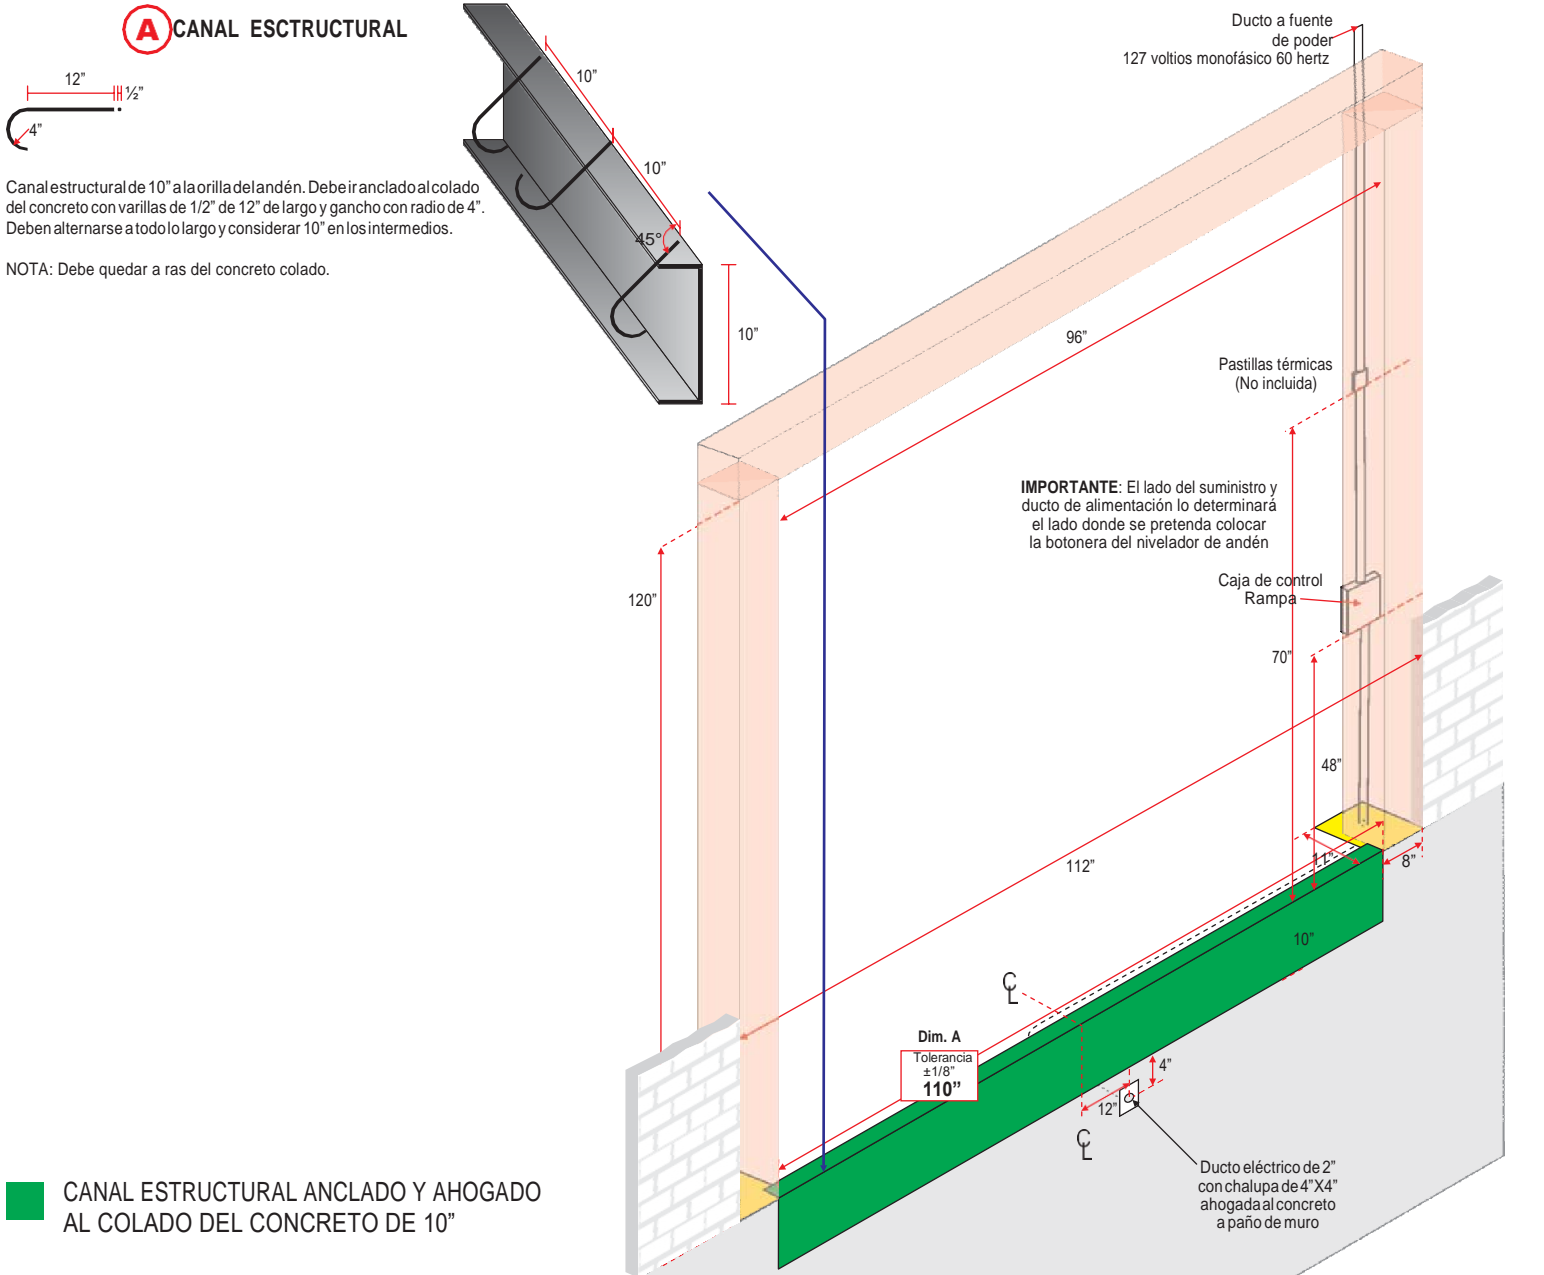 A CANAL ESCTRUCTURAL
12”
½”
4”
Canal estructural de 10” a la orilla del andén. Debe ir anclado al colado
del concreto con varillas de 1/2” de 12” de largo y gancho con radio de 4”.
Deben alternarse a todo lo largo y considerar 10” en los intermedios.
NOTA: Debe quedar a ras del concreto colado.
10”
10”
45°
10”
Ducto a fuente
de poder
127 voltios monofásico 60 hertz
96”
Pastillas térmicas
(No incluida)
IMPORTANTE: El lado del suministro y
ducto de alimentación lo determinará
el lado donde se pretenda colocar
la botonera del nivelador de andén
Caja de control
Rampa
120”
70”
48”
112”
11”
8”
10”
CL
Dim. A
Tolerancia
±1/8”
110”
4”
12”
CL
Ducto eléctrico de 2”
con chalupa de 4”X4”
ahogada al concreto
a paño de muro
CANAL ESTRUCTURAL ANCLADO Y AHOGADO
AL COLADO DEL CONCRETO DE 10”